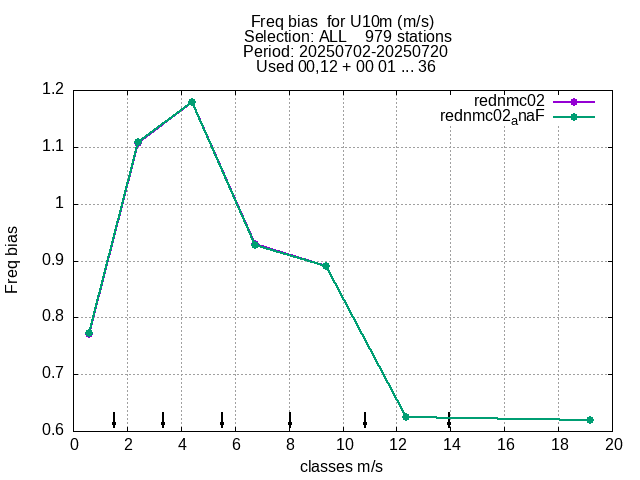 Freq bias  for U10m (m/s)
Selection: ALL    979 stations
Period: 20250702-20250720
Used 00,12 + 00 01 ... 36
rednmc02
rednmc02_anaF
1.2
1.1
1
0.9
0.8
0.7
0.6
Freq bias
0 2 4 6 8 10 12 14 16 18 20
classes m/s